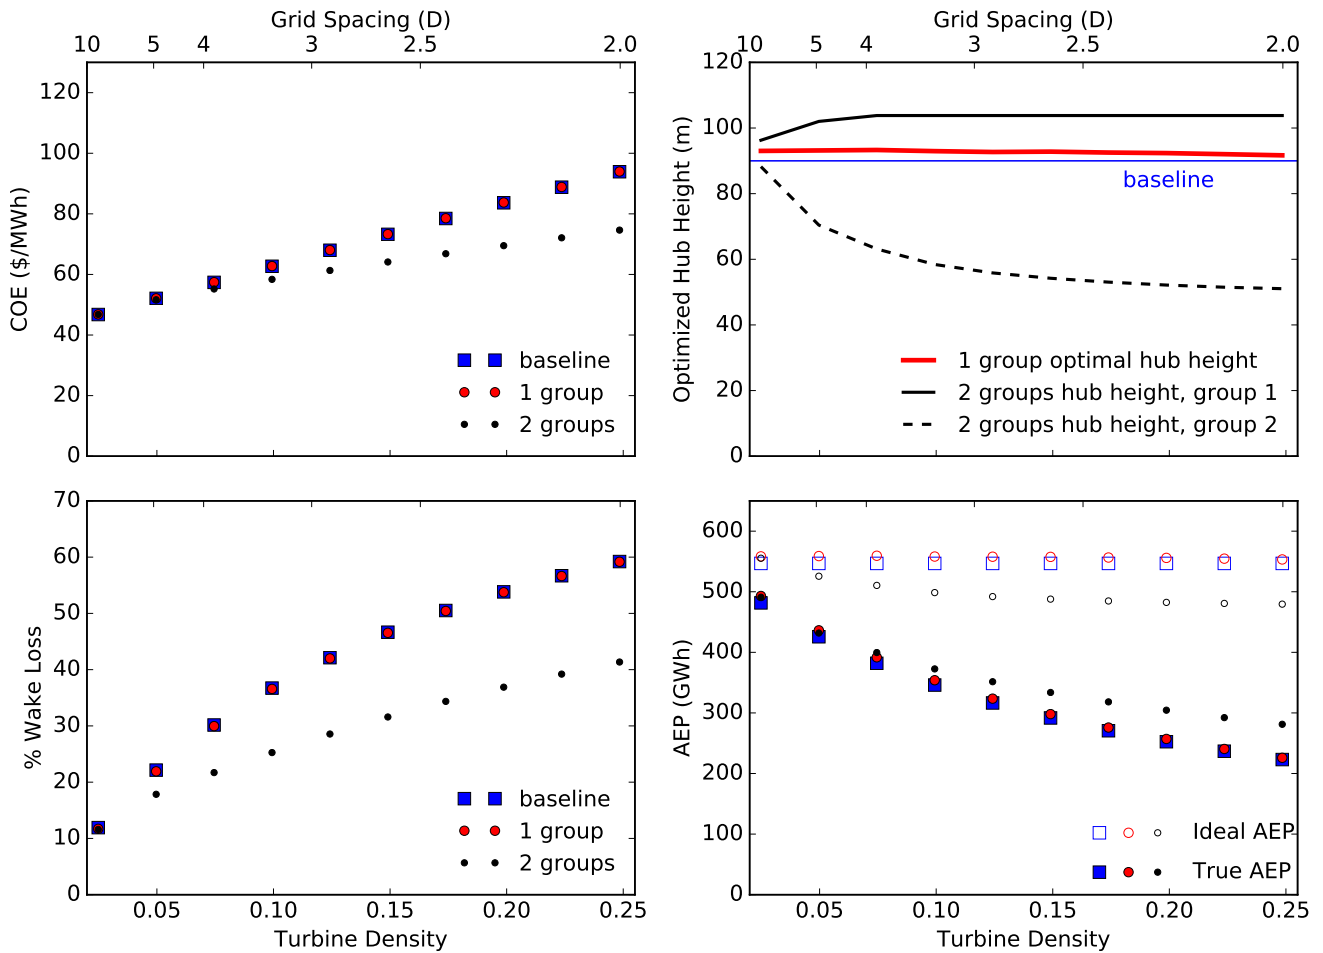 Grid Spacing (D)
10 5 4 3 2.5 2.0
120
100
80
60
40
20
0
COE ($/MWh)
baseline
1 group
2 groups
Grid Spacing (D)
10 5 4 3 2.5 2.0
120
100
80
60
40
20
0
Optimized Hub Height (m)
baseline
1 group optimal hub height
2 groups hub height, group 1
2 groups hub height, group 2
70
60
50
40
30
20
10
0
% Wake Loss
baseline
1 group
2 groups
0.05 0.10 0.15 0.20 0.25
Turbine Density
600
500
400
300
200
100
0
AEP (GWh)
Ideal AEP
True AEP
0.05 0.10 0.15 0.20 0.25
Turbine Density